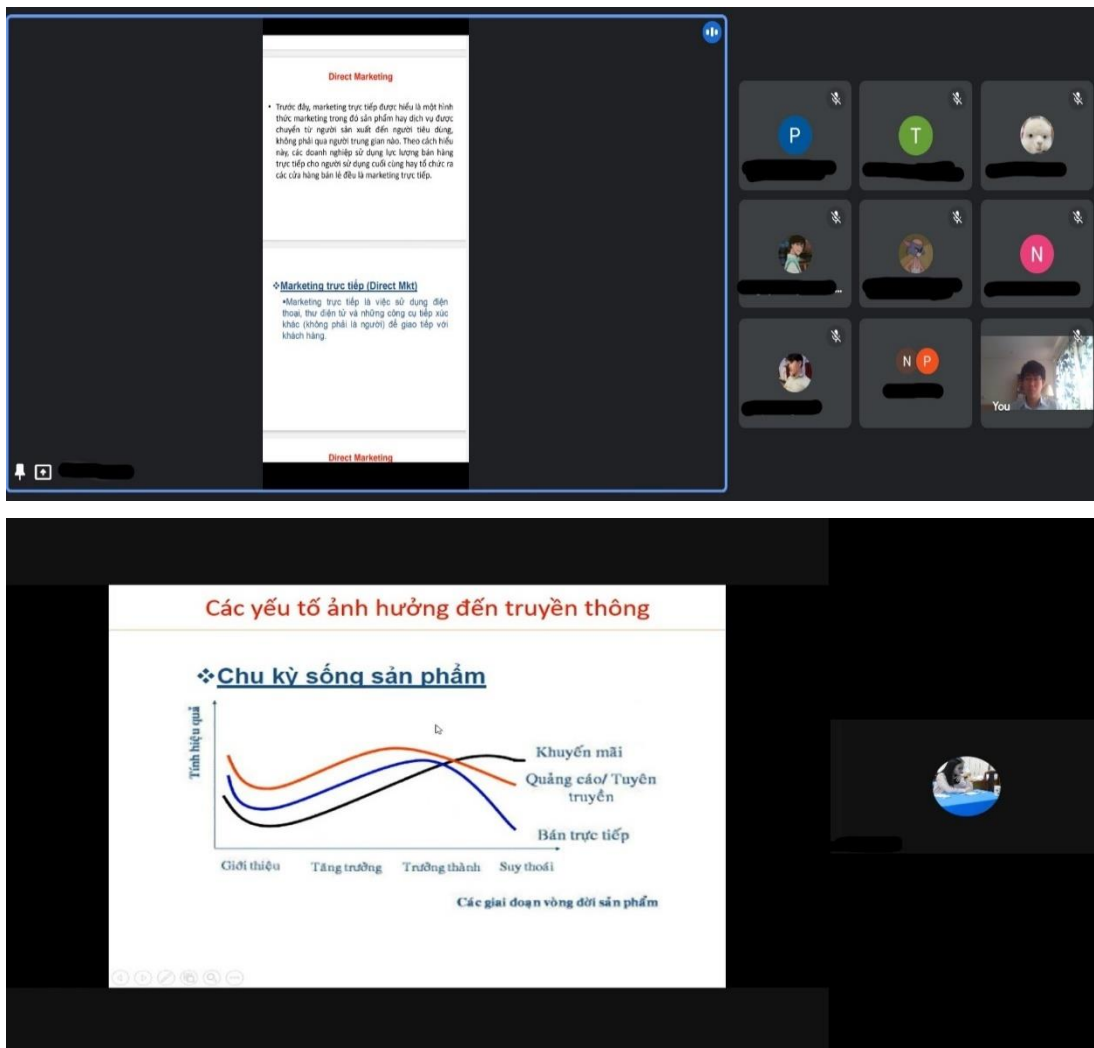 Direct Marketing
• Trước đây, marketing trực tiếp được hiểu là một hình
thức marketing trong đó sản phẩm hay dịch vụ được
chuyển từ người sản xuất đến người tiêu dùng,
không phải qua người trung gian nào. Theo cách hiểu
này, các doanh nghiệp sử dụng lực lượng bán hàng
trực tiếp cho người sử dụng cuối cùng hay tổ chức ra
các cửa hàng bán lẻ đều là marketing trực tiếp.
❖Marketing trực tiếp (Direct Mkt)
•Marketing trực tiếp là việc sử dụng điện
thoại, thư điện tử và những công cụ tiếp xúc
khác (không phải là người) để giao tiếp với
khách hàng.
Direct Marketing
P
T
N
N P
You
Các yếu tố ảnh hưởng đến truyền thông
❖Chu kỳ sống sản phẩm
Tính hiệu quả
Khuyến mãi
Quảng cáo/ Tuyên
truyền
Bán trực tiếp
Giới thiệu Tăng trưởng Trưởng thành Suy thoái
Các giai đoạn vòng đời sản phẩm